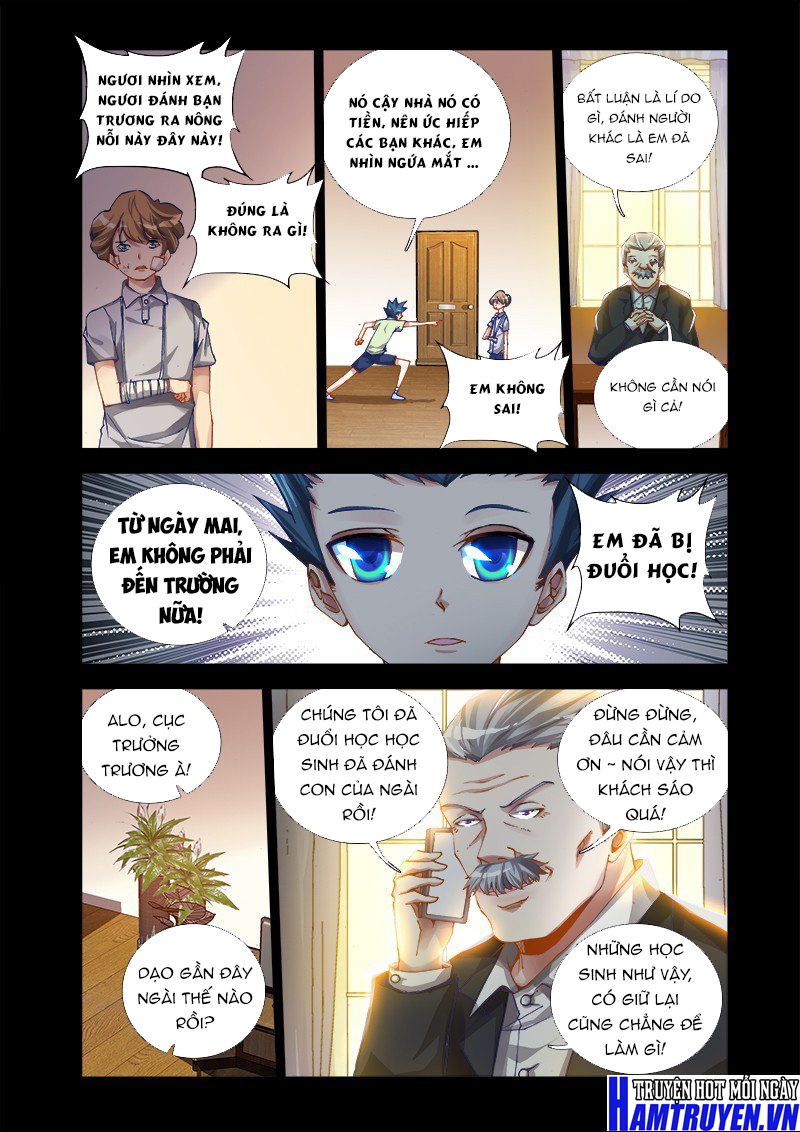 NGƯƠI NHÌN XEM,
NGƯƠI ĐÁNH BẠN
TRƯƠNG RA NÔNG
NỖI NÀY ĐÂY NÀY!
ĐÚNG LÀ
KHÔNG RA GÌ!
NÓ CẬY NHÀ NÓ CÓ
TIỀN, NÊN ỨC HIẾP
CÁC BẠN KHÁC, EM
NHÌN NGỨA MẮT ...
EM KHÔNG
SAI!
BẤT LUẬN LÀ LÍ DO
GÌ, ĐÁNH NGƯỜI
KHÁC LÀ EM ĐÃ
SAI!
KHÔNG CẦN NÓI
GÌ CẢ!
TỪ NGÀY MAI,
EM KHÔNG PHẢI
ĐẾN TRƯỜNG
NỮA!
EM ĐÃ BỊ
ĐUỔI HỌC!
ALO, CỤC
TRƯỞNG
TRƯƠNG À!
DẠO GẦN ĐÂY
NGÀI THẾ NÀO
RỒI?
CHÚNG TÔI ĐÃ
ĐUỔI HỌC HỌC
SINH ĐÃ ĐÁNH
CON CỦA NGÀI
RỒI!
ĐỪNG ĐỪNG,
ĐÂU CẦN CẢM
ƠN ~ NÓI VẬY THÌ
KHÁCH SÁO
QUÁ!
NHỮNG HỌC
SINH NHƯ VẬY,
CÓ GIỮ LẠI
CŨNG CHẲNG ĐỂ
LÀM GÌ!
TRUYỆN HOT MỖI NGÀY
HAMTRUYEN.VN